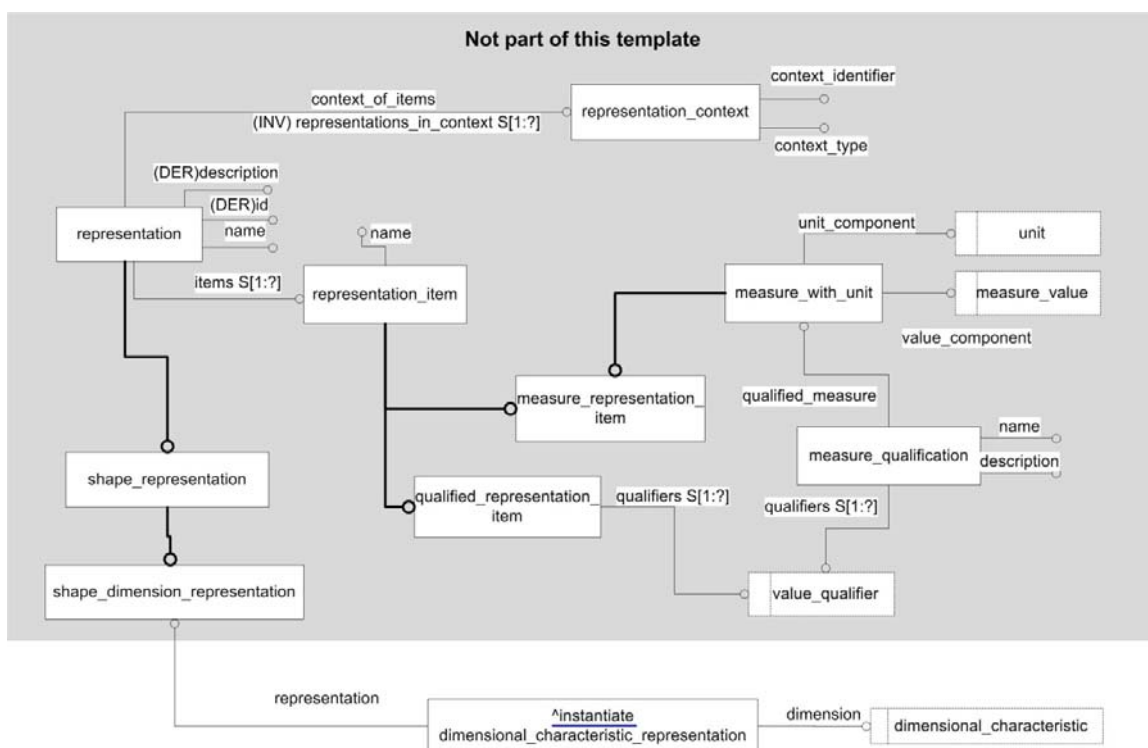 Not part of this template
context_identifier
context_of_items
representation_context
(INV) representations_in_context S[1:?]
context_type
(DER)description
(DER)id
name
representation
name
unit_component
unit
items S[1:?]
representation_item
measure_with_unit
measure_value
value_component
measure_representation_
item
qualified_measure
name
measure_qualification
description
shape_representation
qualified_representation_
item
qualifiers S[1:?]
qualifiers S[1:?]
shape_dimension_representation
value_qualifier
representation
^instantiate
dimensional_characteristic_representation
dimension
dimensional_characteristic